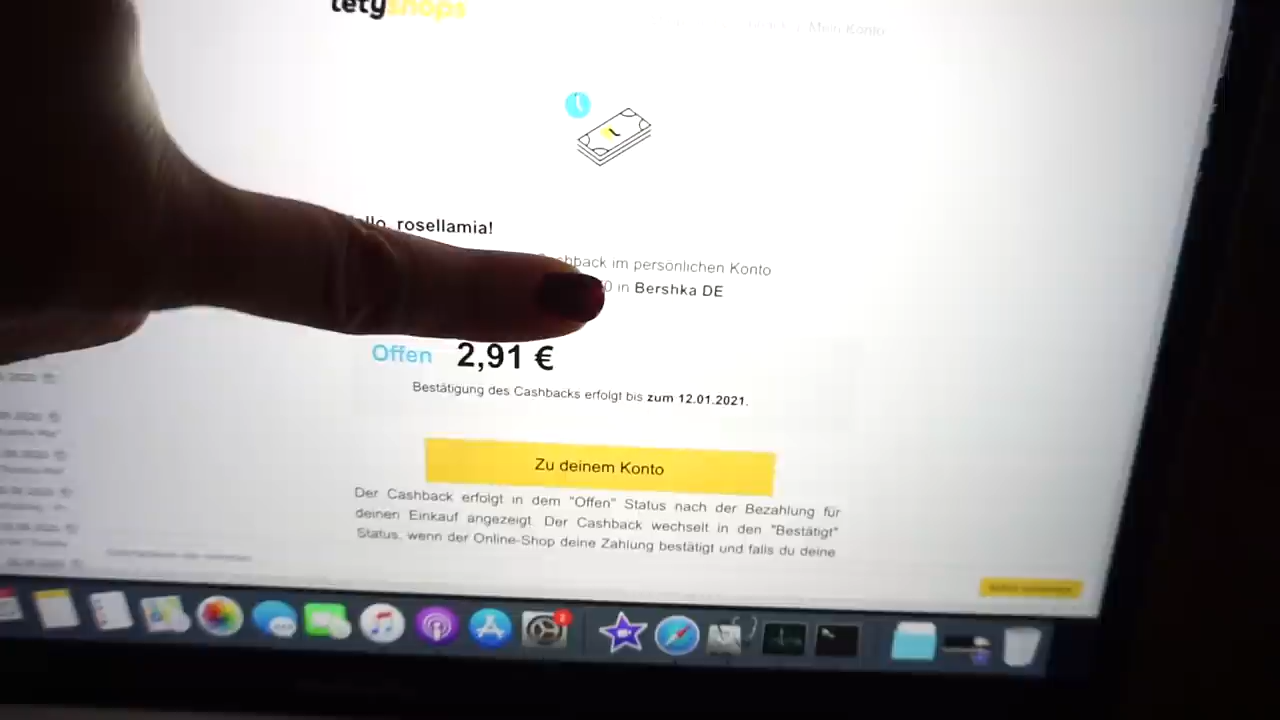 letyshops
Mein Konto
rosellamia!
Cashback im persönlichen Konto
0 in Bershka DE
Offen 2,91 €
Bestätigung des Cashbacks erfolgt bis zum 12.01.2021.
Zu deinem Konto
Der Cashback erfolgt in dem "Offen" Status nach der Bezahlung für
deinen Einkauf angezeigt. Der Cashback wechselt in den "Bestätigt"
Status, wenn der Online-Shop deine Zahlung bestätigt und falls du deine